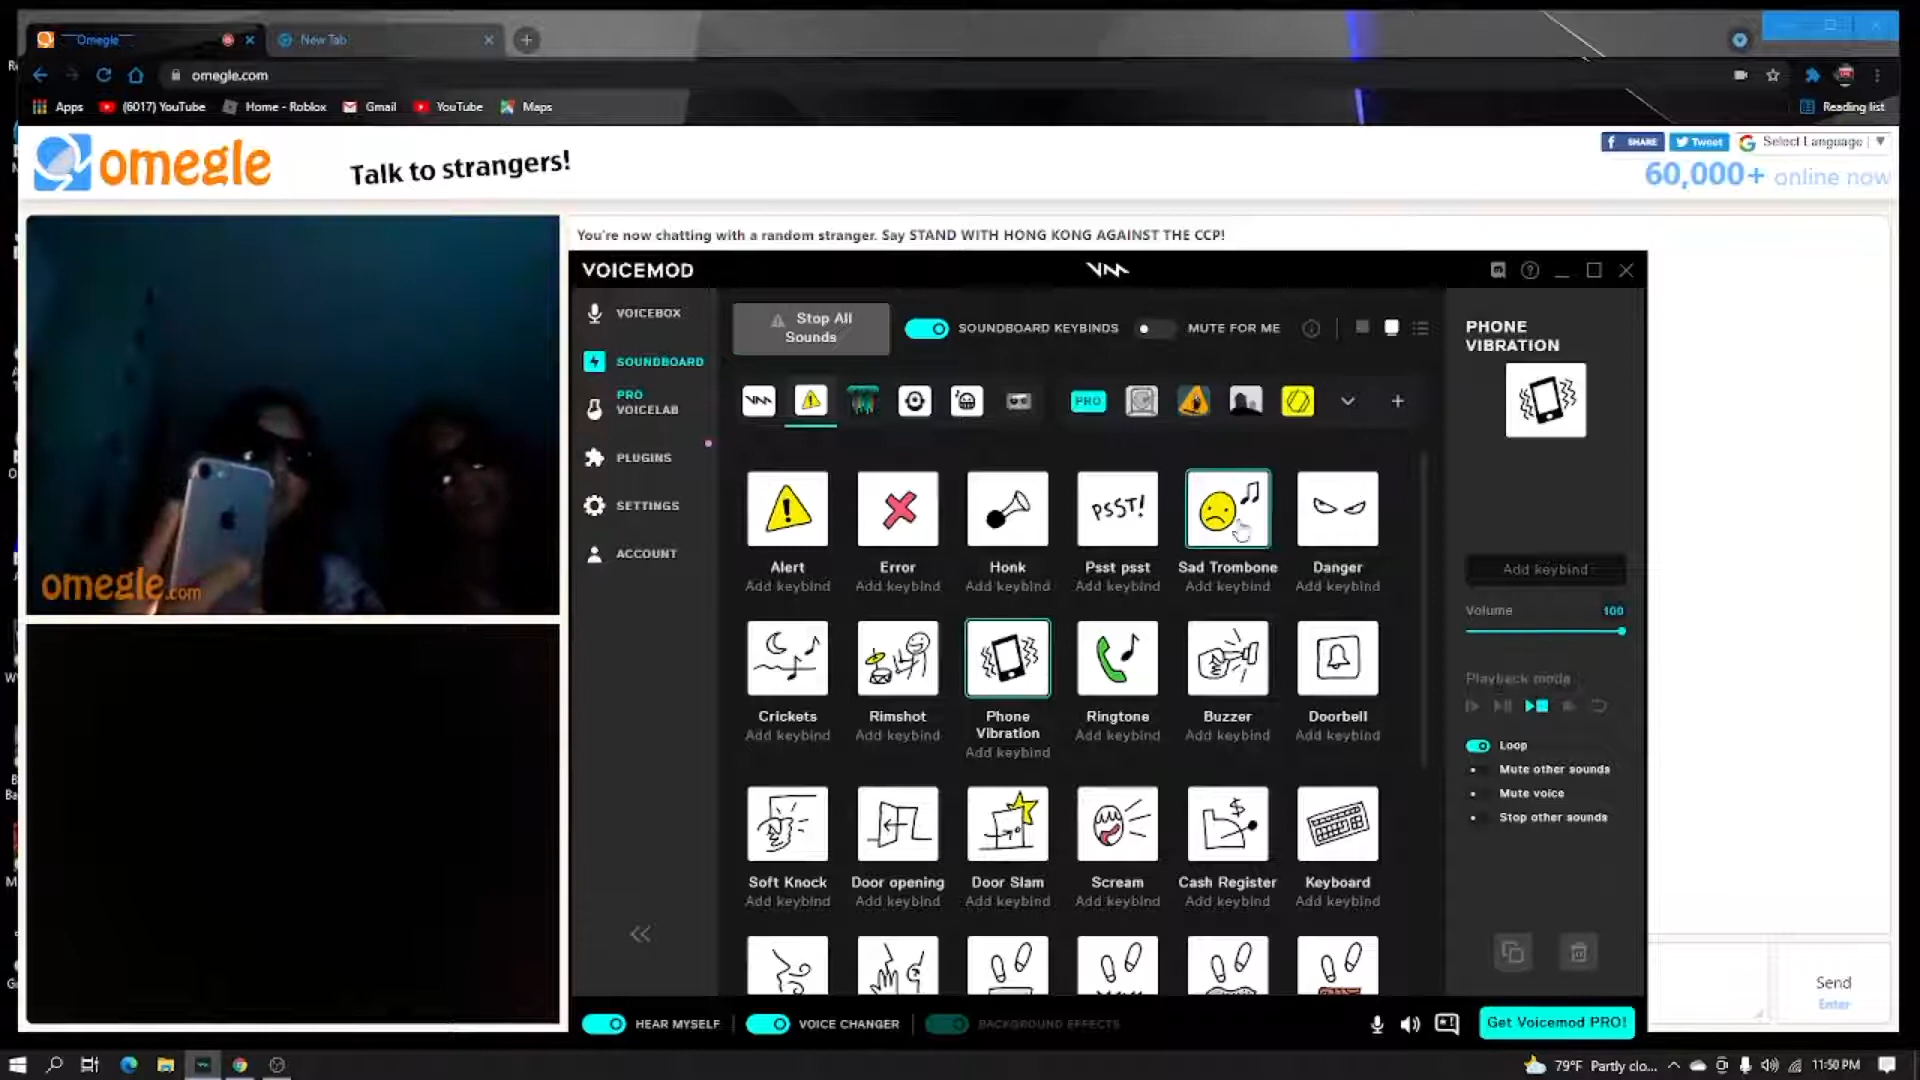 Omegle
New Tab
omegle.com
Apps
(6017) YouTube
Home - Roblox
Gmail
YouTube
Maps
Reading list
omegle
Talk to strangers!
SHARE
Tweet
Select Language
60,000+ online now
You're now chatting with a random stranger. Say STAND WITH HONG KONG AGAINST THE CCP!
omegle.com
VOICEMOD
VOICEBOX
SOUNDBOARD
PRO
VOICELAB
PLUGINS
SETTINGS
ACCOUNT
Stop All
Sounds
SOUNDBOARD KEYBINDS
MUTE FOR ME
PRO
PSST!
Alert
Error
Honk
Psst psst
Sad Trombone
Danger
Add keybind
Add keybind
Add keybind
Add keybind
Add keybind
Add keybind
Crickets
Rimshot
Phone
Vibration
Ringtone
Buzzer
Doorbell
Add keybind
Add keybind
Add keybind
Add keybind
Add keybind
Add keybind
Soft Knock
Door opening
Door Slam
Scream
Cash Register
Keyboard
Add keybind
Add keybind
Add keybind
Add keybind
Add keybind
Add keybind
PHONE
VIBRATION
Add keybind
Volume 100
Playback mode
Loop
Mute other sounds
Mute voice
Stop other sounds
HEAR MYSELF
VOICE CHANGER
BACKGROUND EFFECTS
Get Voicemod PRO!
Send
Enter
79°F Partly clo...
11:50 PM